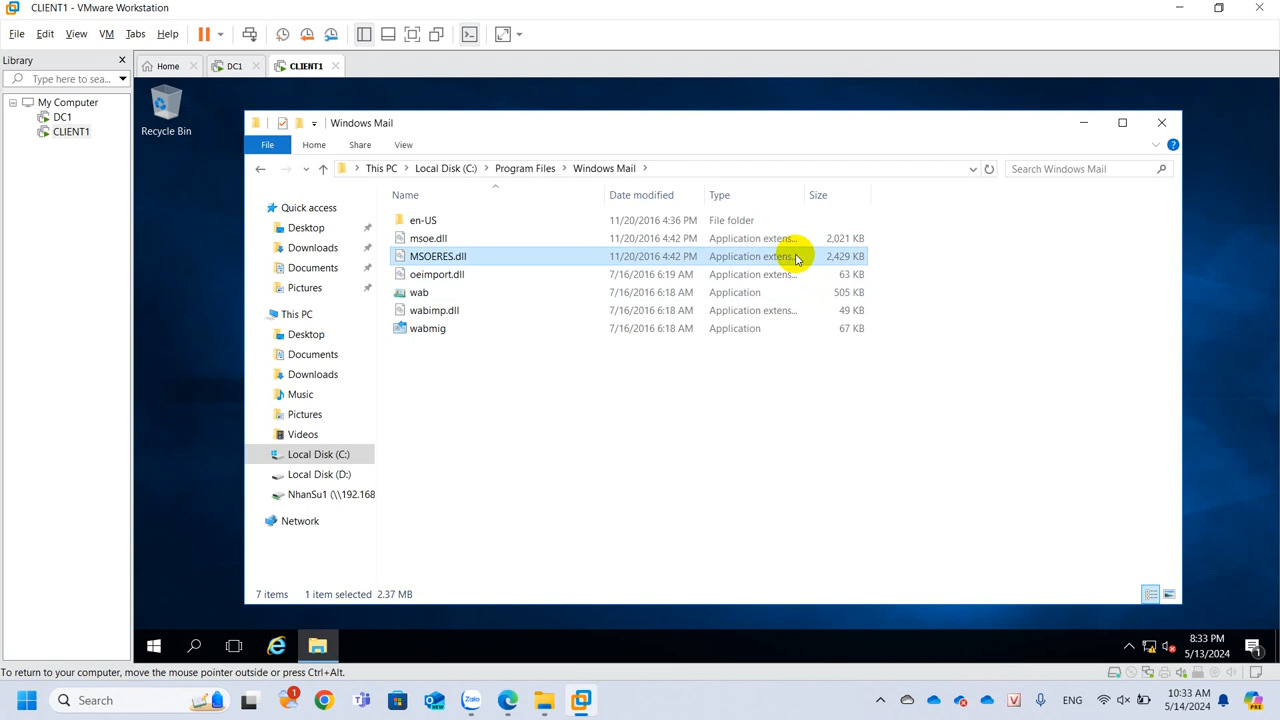 CLIENT1 - VMware Workstation
File Edit View VM Tabs Help
Library
Type here to sea...
Home
DC1
CLIENT1
My Computer
DC1
CLIENT1
Recycle Bin
Windows Mail
File Home Share View
This PC Local Disk (C:) Program Files Windows Mail
Search Windows Mail
Name Date modified Type Size
en-US 11/20/2016 4:36 PM File folder
msoe.dll 11/20/2016 4:42 PM Application extens... 2,021 KB
MSOERES.dll 11/20/2016 4:42 PM Application extens... 2,429 KB
oeimport.dll 7/16/2016 6:19 AM Application extens... 63 KB
wab 7/16/2016 6:18 AM Application 505 KB
wabimp.dll 7/16/2016 6:18 AM Application extens... 49 KB
wabmig 7/16/2016 6:18 AM Application 67 KB
Quick access
Desktop
Downloads
Documents
Pictures
This PC
Desktop
Documents
Downloads
Music
Pictures
Videos
Local Disk (C:)
Local Disk (D:)
NhanSu1 (\\192.168
Network
7 items 1 item selected 2.37 MB
8:33 PM
5/13/2024
1
To return to your computer, move the mouse pointer outside or press Ctrl+Alt.
Search
1
Zalo
ENG
10:33 AM
5/14/2024
PRE